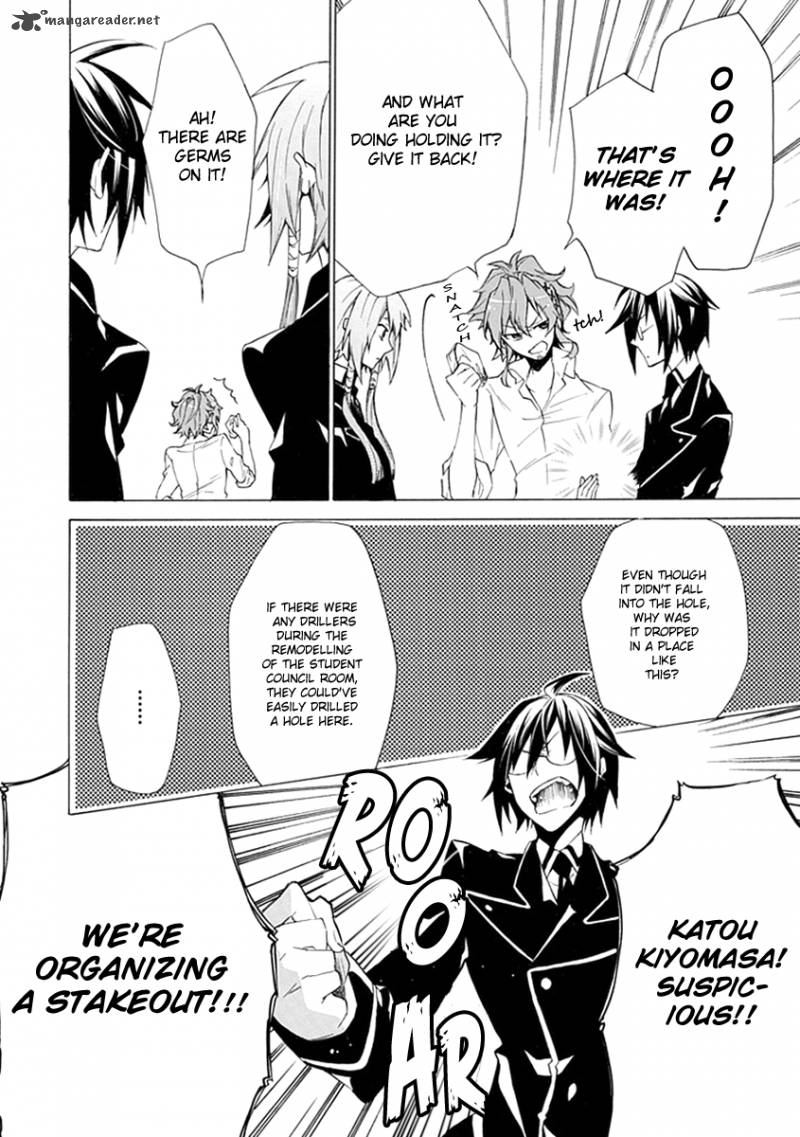 mangareader.net
OOOH!
THAT'S
WHERE IT
WAS!
AND WHAT
ARE YOU
DOING HOLDING IT?
GIVE IT BACK!
SNATCH
tch!
AH!
THERE ARE
GERMS
ON IT!
EVEN THOUGH
IT DIDN'T FALL
INTO THE HOLE,
WHY WAS
IT DROPPED
IN A PLACE
LIKE
THIS?
IF THERE WERE
ANY DRILLERS
DURING THE
REMODELLING
OF THE STUDENT
COUNCIL ROOM,
THEY COULD'VE
EASILY DRILLED
A HOLE HERE.
......
KATOU
KIYOMASA!
SUSPIC-
IOUS!!
ROOAR
WE'RE
ORGANIZING
A STAKEOUT!!!